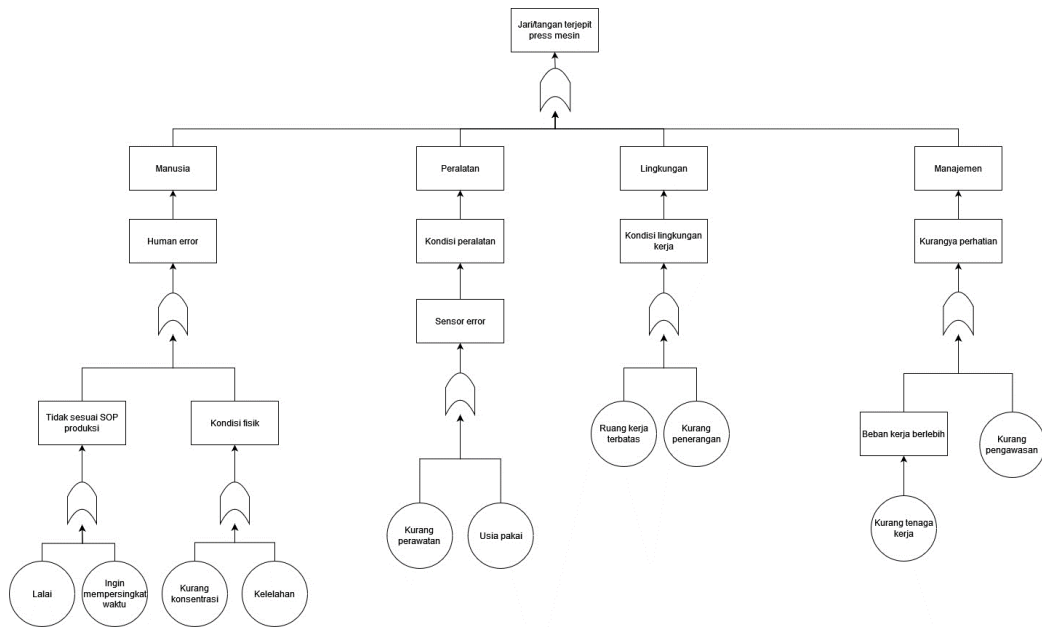 Jari/tangan terjepit
press mesin
Manusia
Peralatan
Lingkungan
Manajemen
Human error
Kondisi peralatan
Kondisi lingkungan
kerja
Kurangya perhatian
Sensor error
Tidak sesuai SOP
produksi
Kondisi fisik
Ruang kerja
terbatas
Kurang
penerangan
Beban kerja berlebih
Kurang
pengawasan
Kurang
perawatan
Usia pakai
Kurang tenaga
kerja
Lalai
Ingin
mempersingkat
waktu
Kurang
konsentrasi
Kelelahan